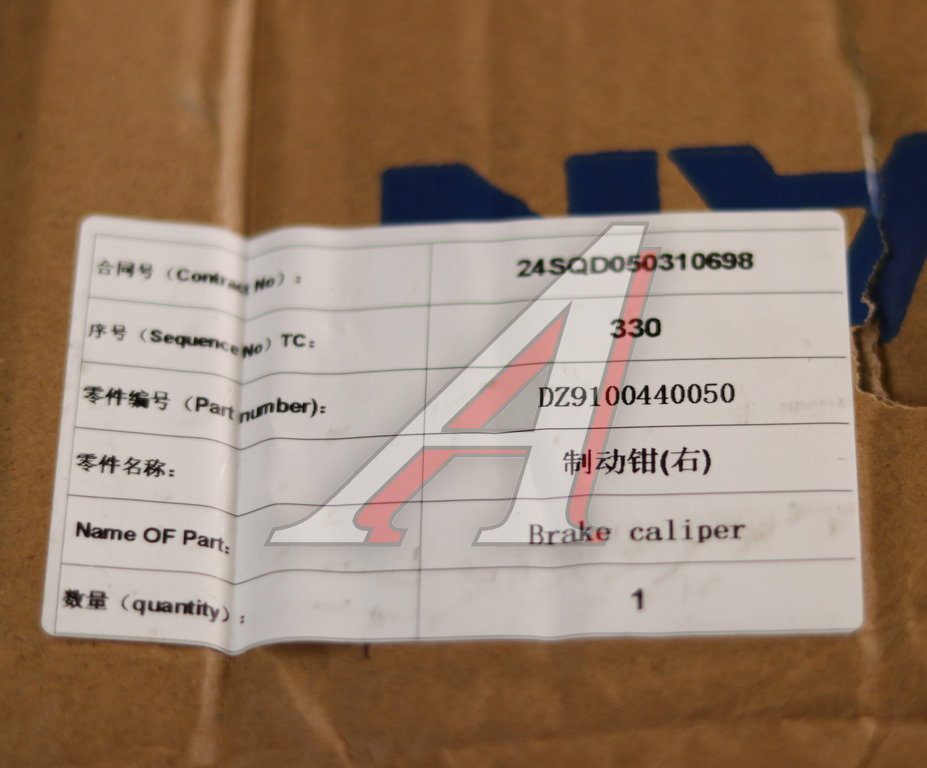 合同号（Contract No）: 24SQD050310698
序号（Sequence No）TC: 330
零件编号（Part number): DZ9100440050
零件名称: 制动钳(右)
Name OF Part: Brake caliper
数量（quantity）: 1